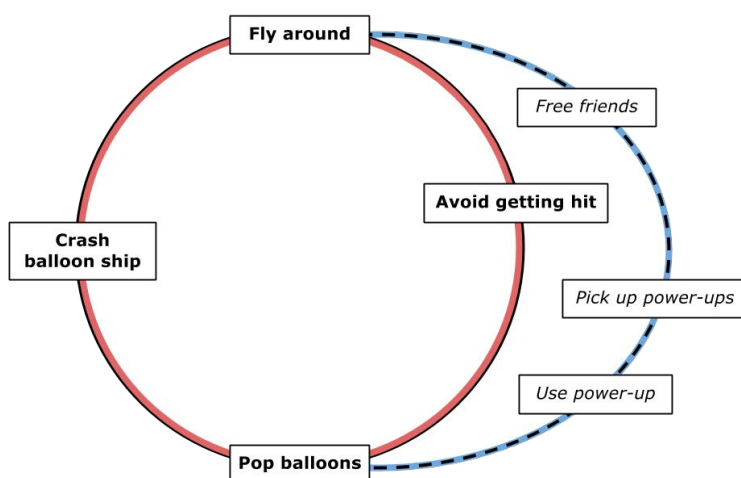 Fly around
Free friends
Avoid getting hit
Crash
balloon ship
Pick up power-ups
Use power-up
Pop balloons